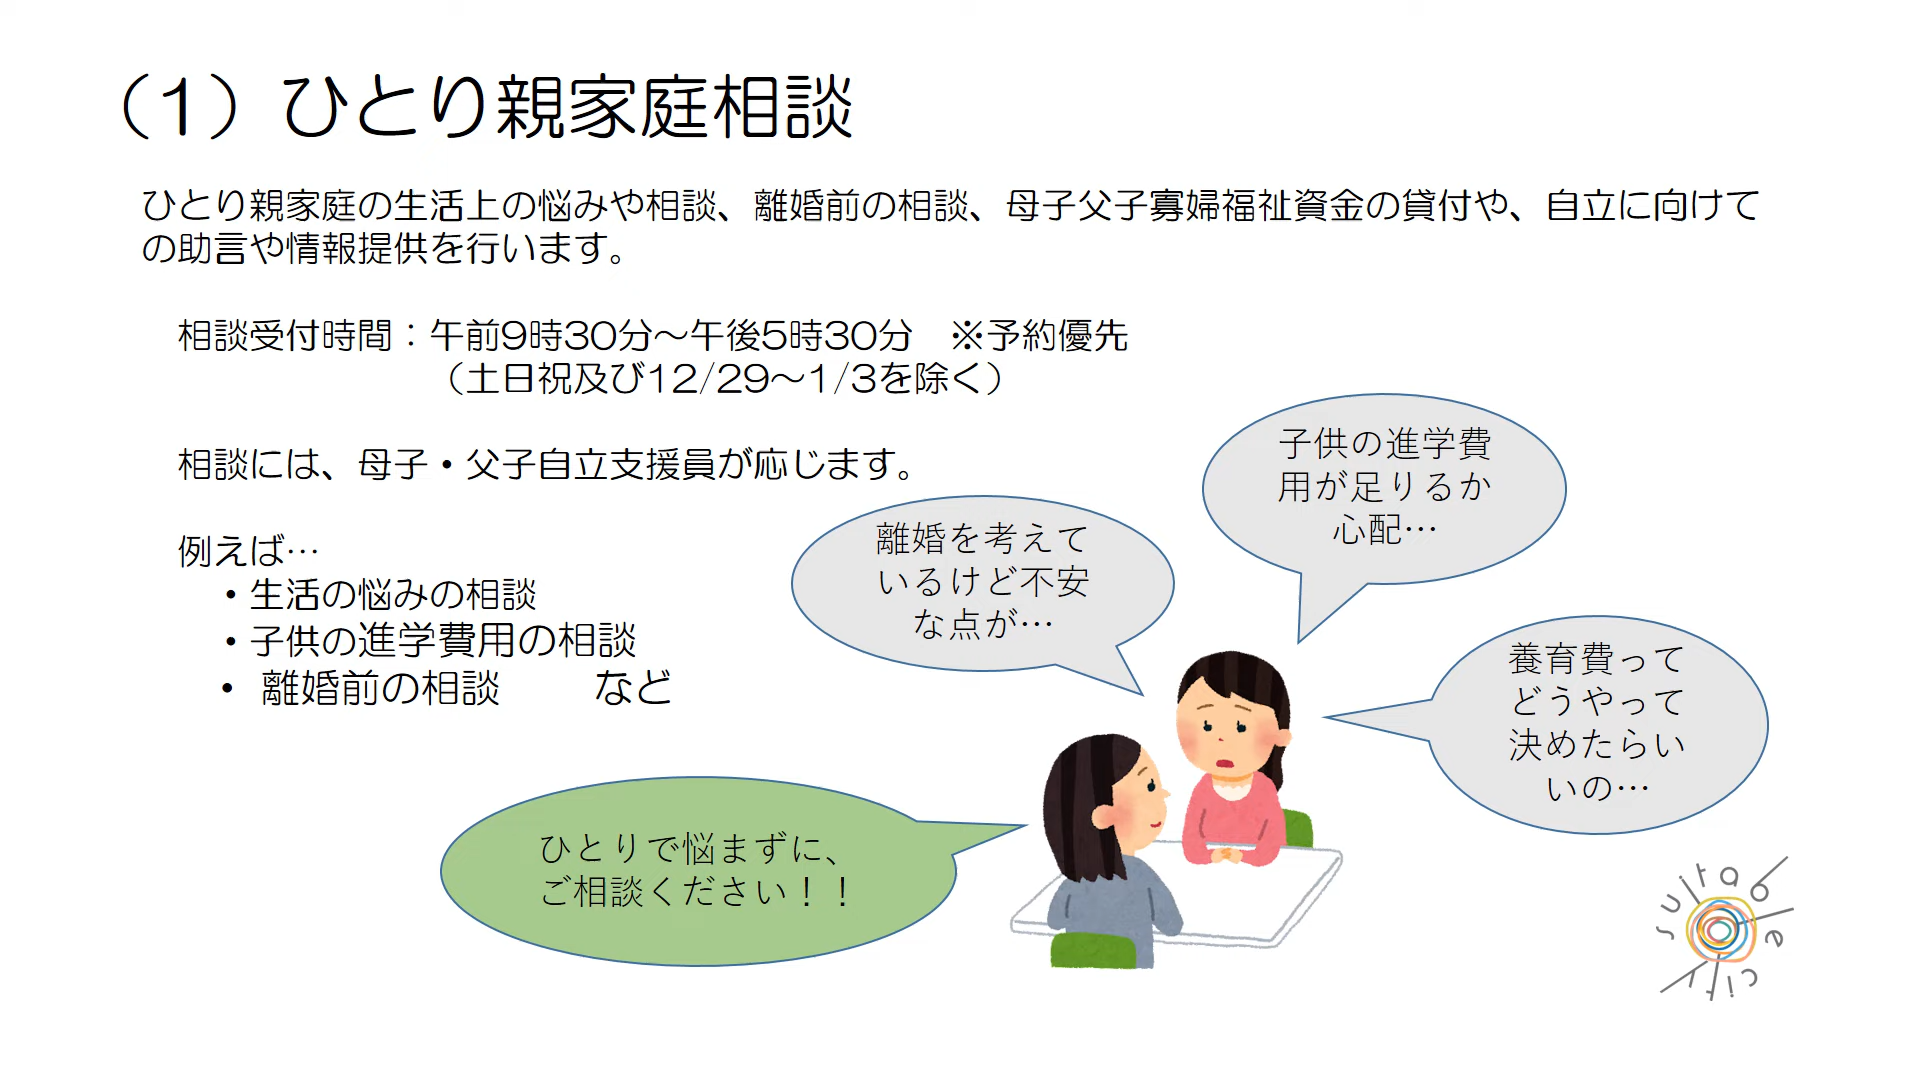 （1）ひとり親家庭相談
ひとり親家庭の生活上の悩みや相談、離婚前の相談、母子父子寡婦福祉資金の貸付や、自立に向けて
の助言や情報提供を行います。
相談受付時間：午前9時30分～午後5時30分　※予約優先
（土日祝及び12/29～1/3を除く）
相談には、母子・父子自立支援員が応じます。
例えば…
・生活の悩みの相談
・子供の進学費用の相談
・ 離婚前の相談　　など
離婚を考えて
いるけど不安
な点が…
子供の進学費
用が足りるか
心配…
養育費って
どうやって
決めたらい
いの…
ひとりで悩まずに、
ご相談ください！！
suitable city